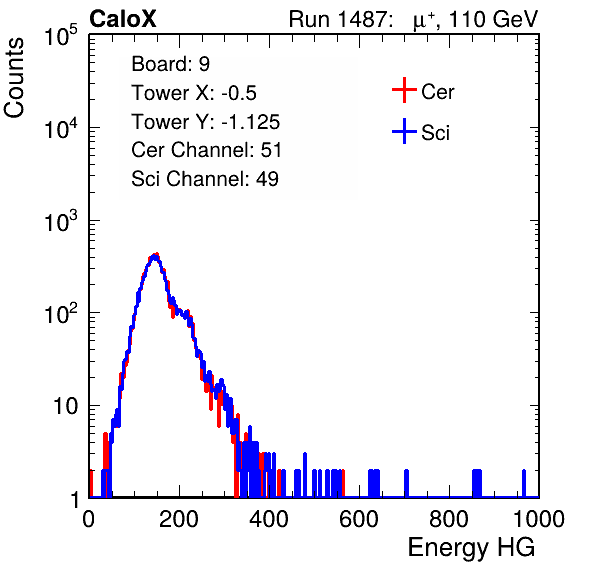 CaloX Run 1487: μ⁺, 110 GeV
Counts
10⁵
10⁴
10³
10²
10
1
Board: 9
Tower X: -0.5
Tower Y: -1.125
Cer Channel: 51
Sci Channel: 49
Cer
Sci
0 200 400 600 800 1000
Energy HG